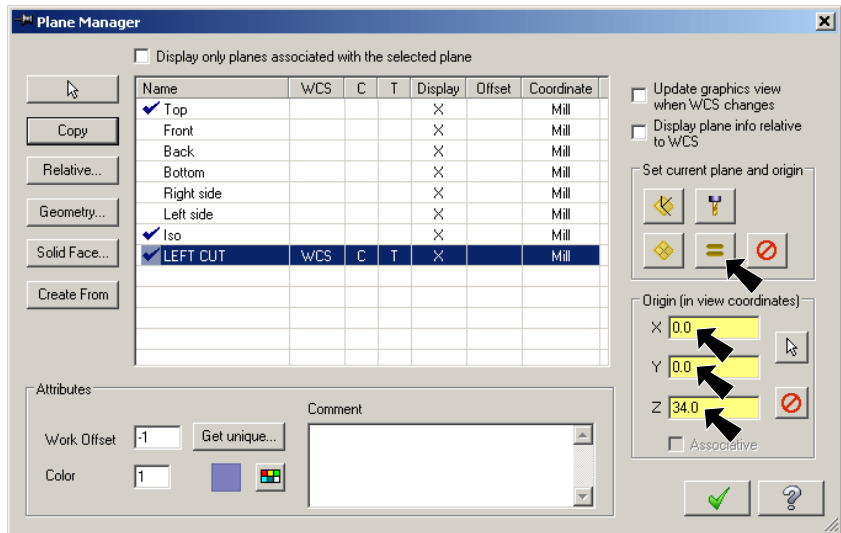 Plane Manager
Display only planes associated with the selected plane
Name WCS C T Display Offset Coordinate
Top X Mill
Front X Mill
Back X Mill
Bottom X Mill
Right side X Mill
Left side X Mill
Iso X Mill
LEFT CUT WCS C T X Mill
Copy
Relative...
Geometry...
Solid Face...
Create From
Update graphics view
when WCS changes
Display plane info relative
to WCS
Set current plane and origin
Origin (in view coordinates)
X 0.0
Y 0.0
Z 34.0
Associative
Attributes
Work Offset -1 Get unique...
Color 1
Comment